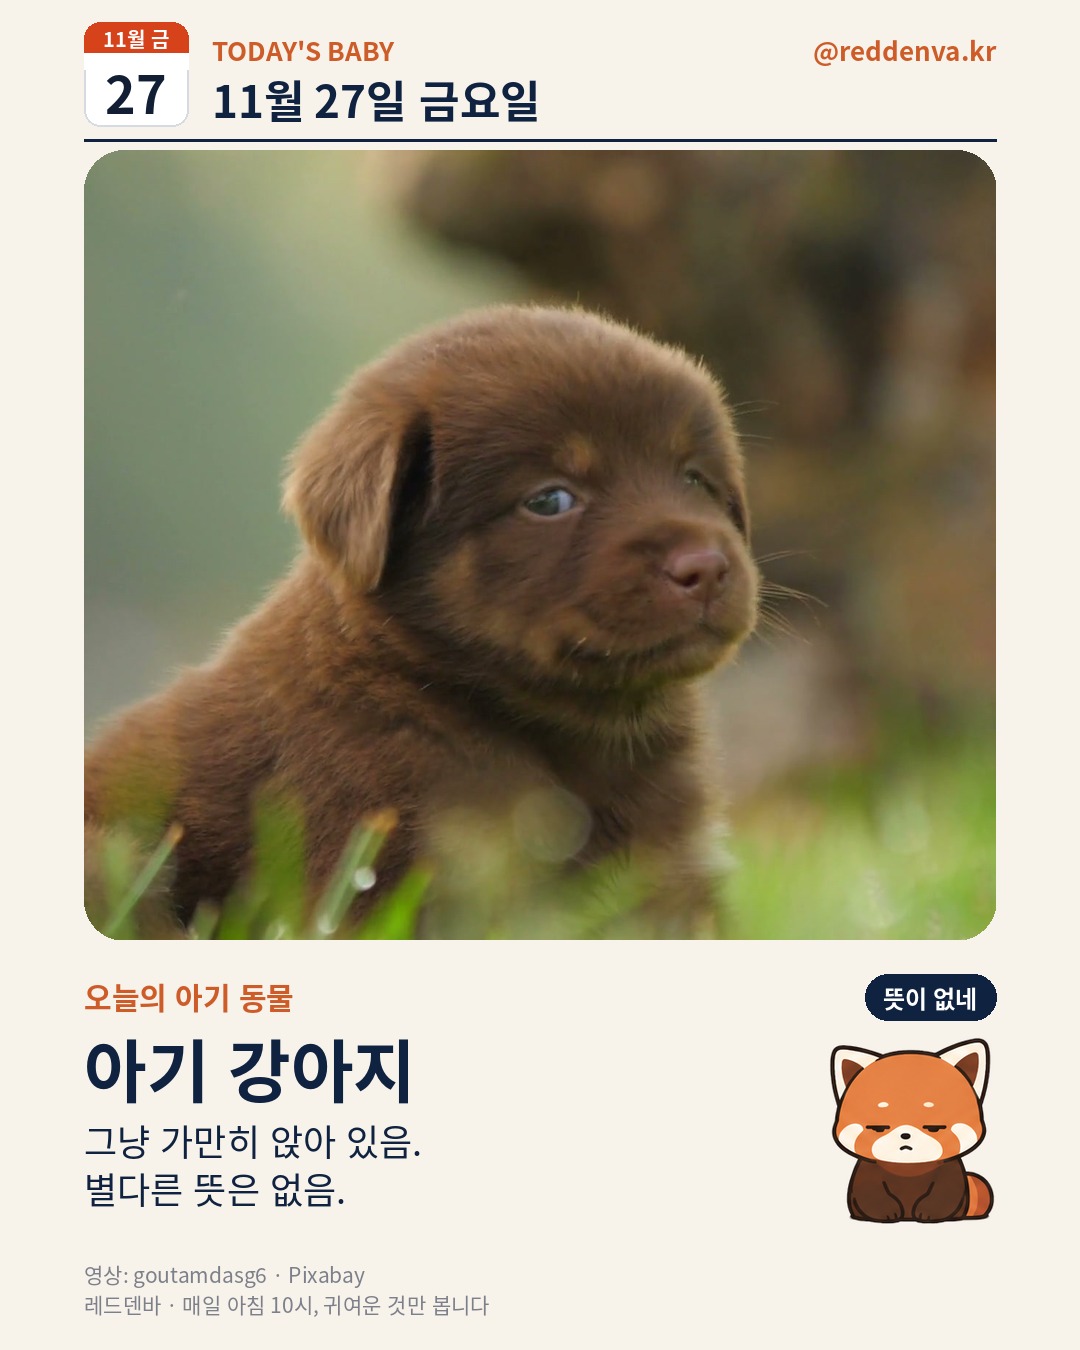 11월 금
27
TODAY'S BABY
11월 27일 금요일
@reddenva.kr
오늘의 아기 동물
아기 강아지
그냥 가만히 앉아 있음.
별다른 뜻은 없음.
뜻이 없네
영상: goutamdasg6 · Pixabay
레드덴바 · 매일 아침 10시, 귀여운 것만 봅니다